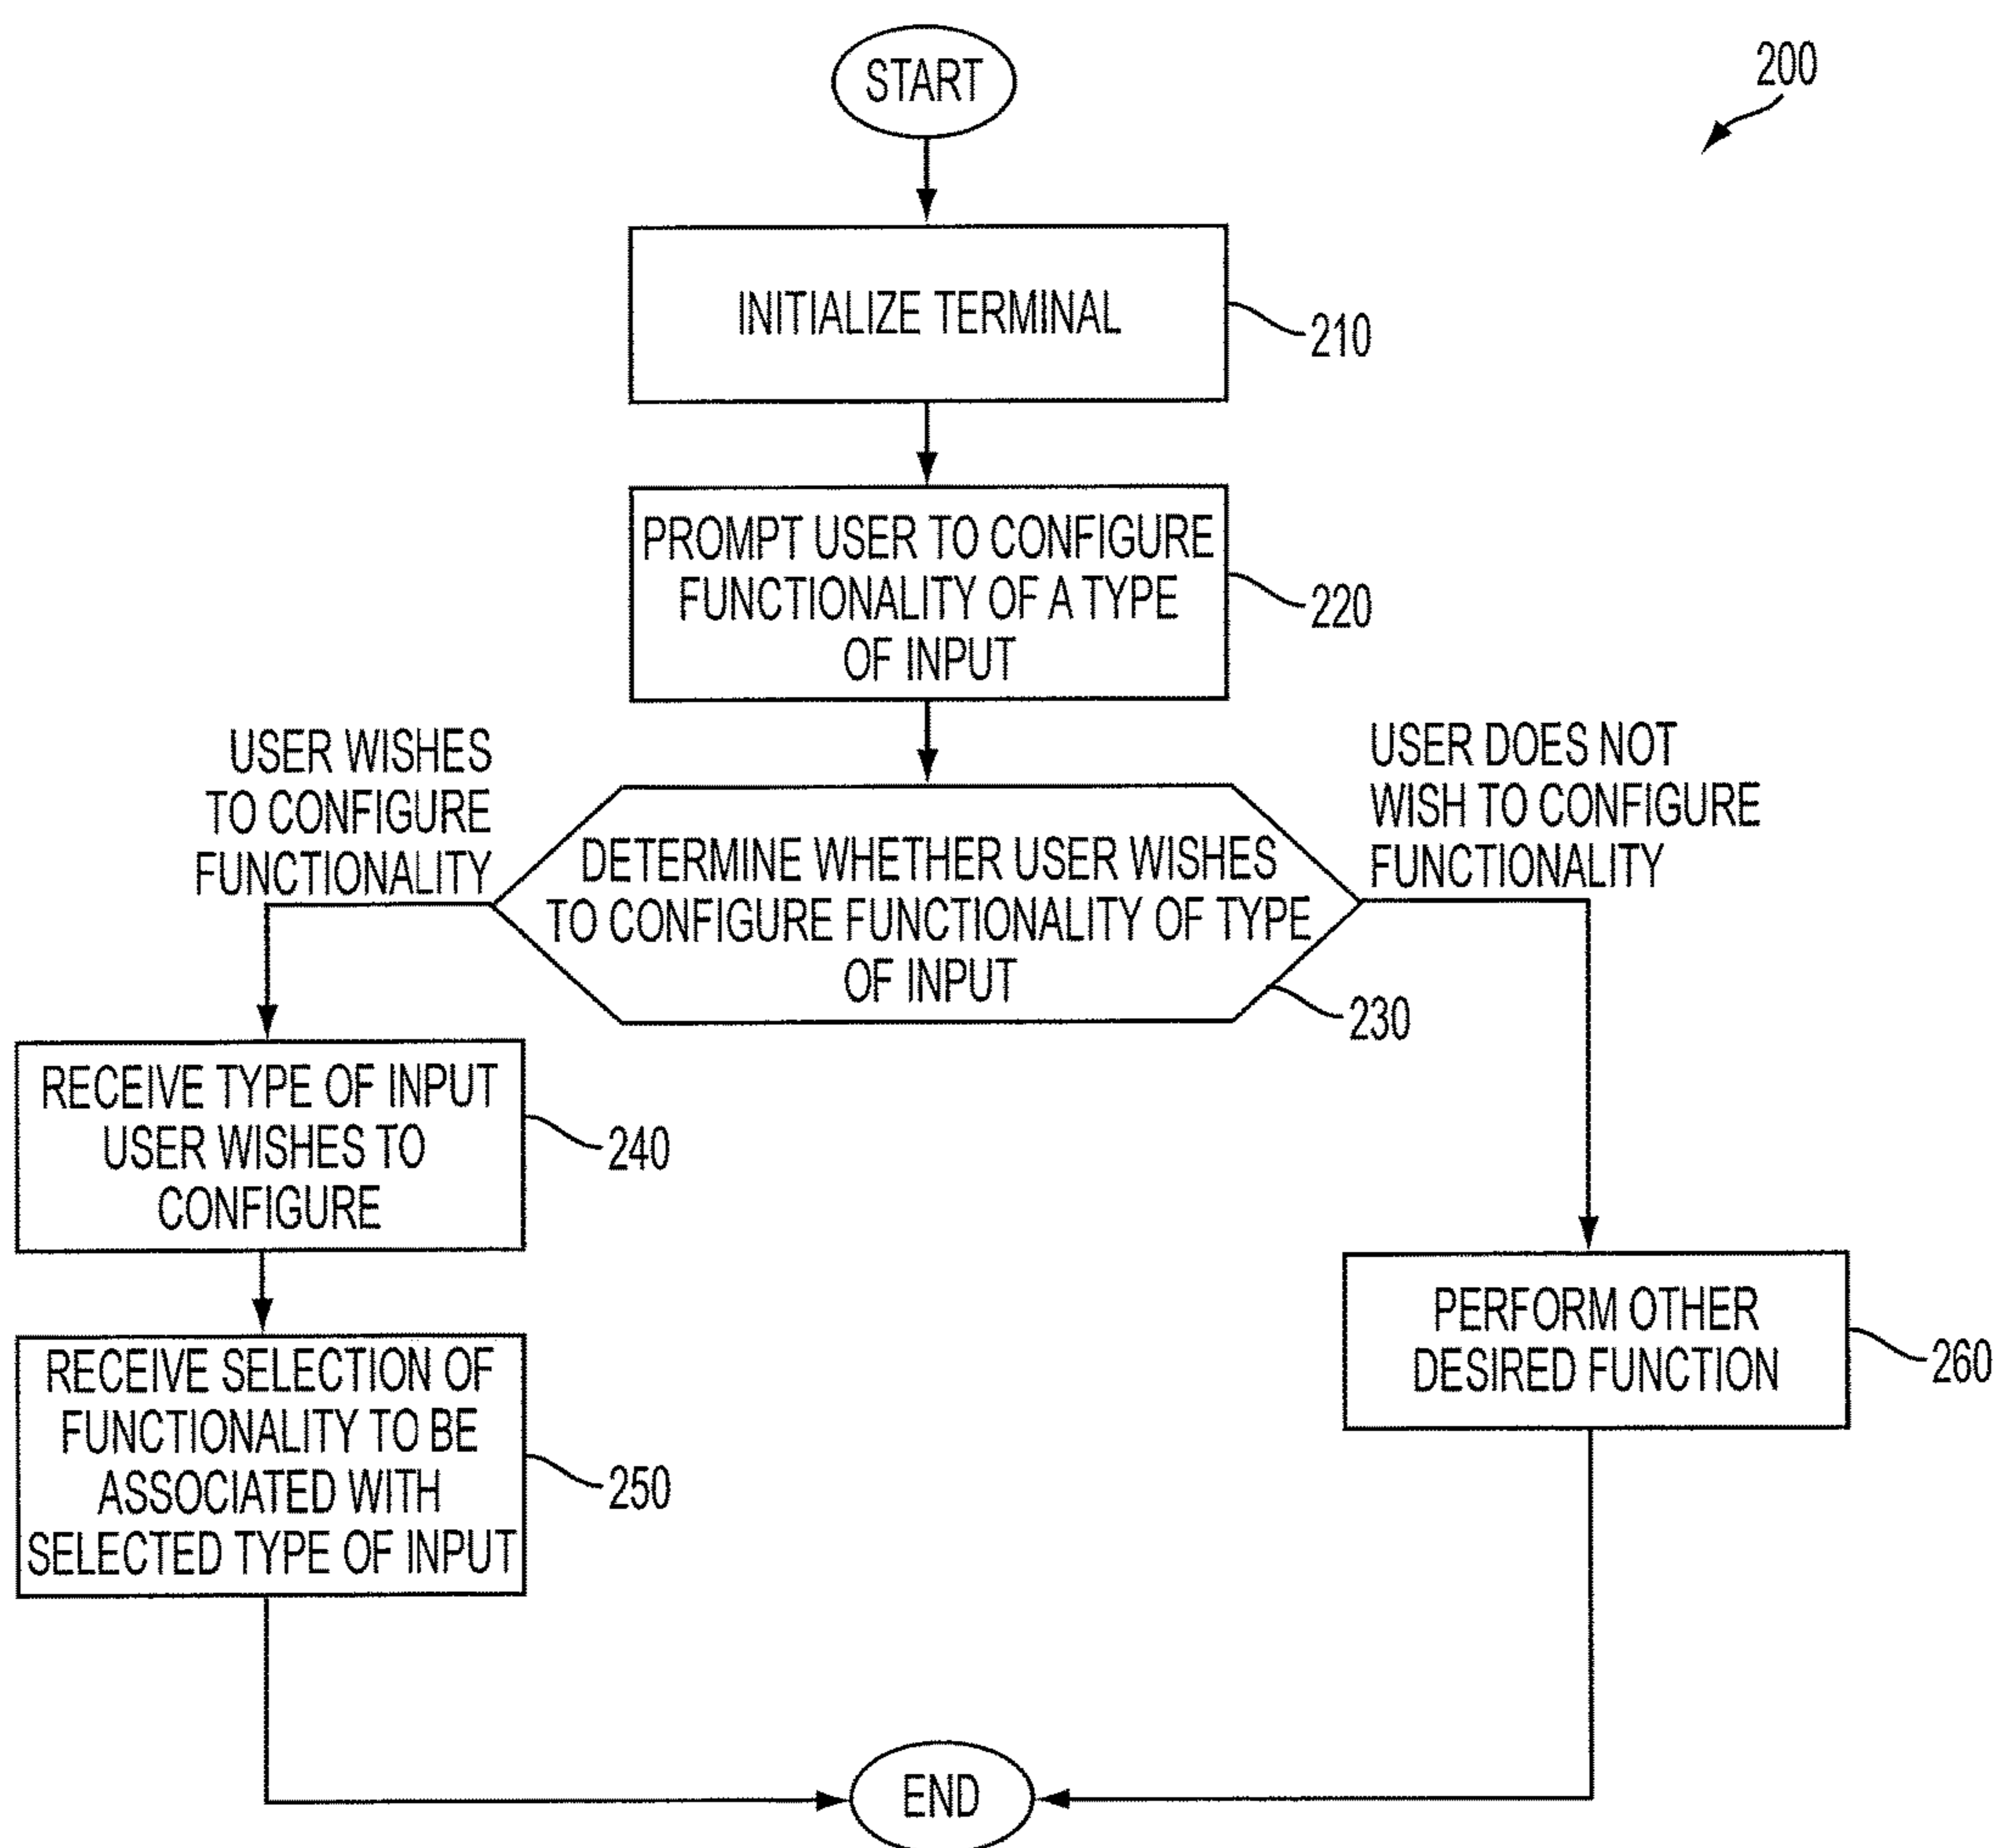 START
200
INITIALIZE TERMINAL
210
PROMPT USER TO CONFIGURE
FUNCTIONALITY OF A TYPE
OF INPUT
220
USER WISHES
TO CONFIGURE
FUNCTIONALITY
USER DOES NOT
WISH TO CONFIGURE
FUNCTIONALITY
DETERMINE WHETHER USER WISHES
TO CONFIGURE FUNCTIONALITY OF TYPE
OF INPUT
230
RECEIVE TYPE OF INPUT
USER WISHES TO
CONFIGURE
240
RECEIVE SELECTION OF
FUNCTIONALITY TO BE
ASSOCIATED WITH
SELECTED TYPE OF INPUT
250
PERFORM OTHER
DESIRED FUNCTION
260
END